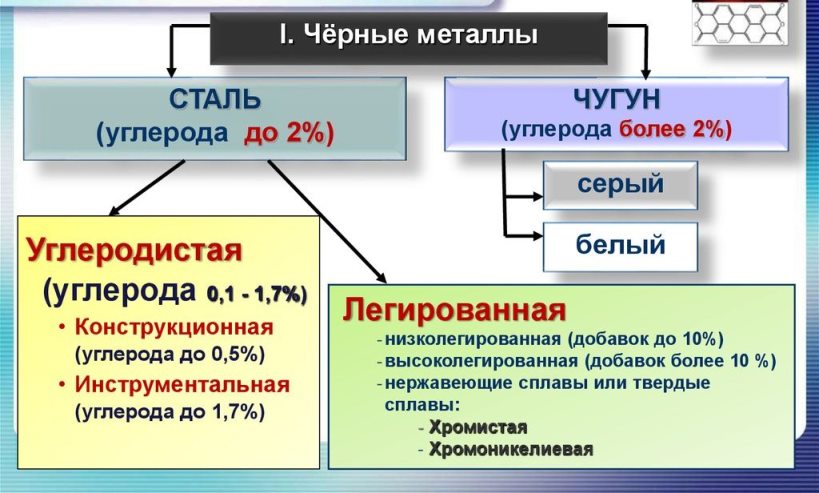 I. Чёрные металлы
СТАЛЬ
(углерода до 2%)
ЧУГУН
(углерода более 2%)
серый
белый
Углеродистая
(углерода 0,1 - 1,7%)
• Конструкционная
(углерода до 0,5%)
• Инструментальная
(углерода до 1,7%)
Легированная
- низколегированная (добавок до 10%)
- высоколегированная (добавок более 10 %)
- нержавеющие сплавы или твердые
сплавы:
- Хромистая
- Хромоникелиевая